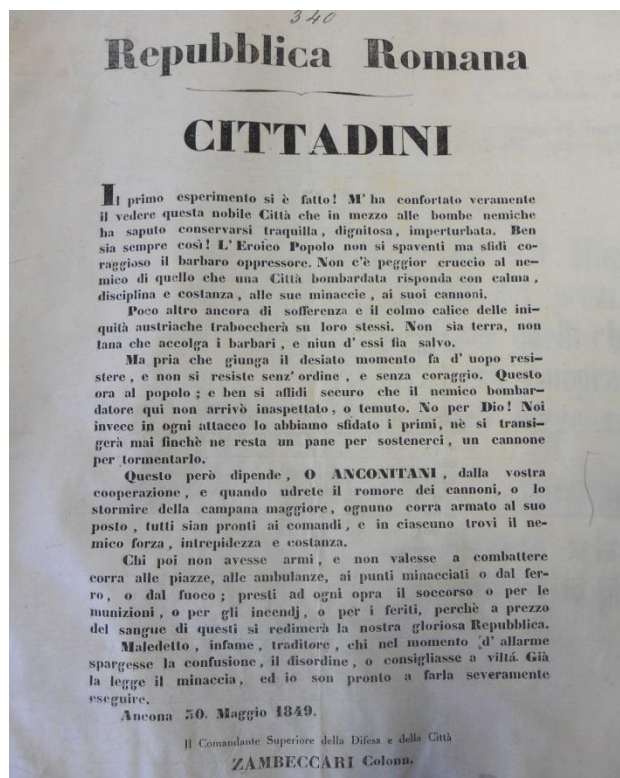 340
Repubblica Romana
CITTADINI
Il primo esperimento si è fatto! M' ha confortato veramente
il vedere questa nobile Città che in mezzo alle bombe nemiche
ha saputo conservarsi traquilla, dignitosa, imperturbata. Ben
sia sempre così! L' Eroico Popolo non si spaventi ma sfidi co-
raggioso il barbaro oppressore. Non c'è peggior cruccio al ne-
mico di quello che una Città bombardata risponda con calma,
disciplina e costanza, alle sue minaccie, ai suoi cannoni.
Poco altro ancora di sofferenza e il colmo calice delle ini-
quità austriache traboccherà su loro stessi. Non sia terra, non
tana che accolga i barbari, e niun d' essi fia salvo.
Ma pria che giunga il desiato momento fa d' uopo resi-
stere, e non si resiste senz' ordine, e senza coraggio. Questo
ora al popolo; e ben si affidi securo che il nemico bombar-
datore qui non arrivò inaspettato, o temuto. No per Dio! Noi
invece in ogni attacco lo abbiamo sfidato i primi, nè si transi-
gerà mai finchè ne resta un pane per sostenerci, un cannone
per tormentarlo.
Questo però dipende, O ANCONITANI, dalla vostra
cooperazione, e quando udrete il romore dei cannoni, o lo
stormire della campana maggiore, ognuno corra armato al suo
posto, tutti sian pronti ai comandi, e in ciascuno trovi il ne-
mico forza, intrepidezza e costanza.
Chi poi non avesse armi, e non valesse a combattere
corra alle piazze, alle ambulanze, ai punti minacciati o dal fer-
ro, o dal fuoco; presti ad ogni opra il soccorso o per le
munizioni, o per gli incendj, o per i feriti, perchè a prezzo
del sangue di questi si redimerà la nostra gloriosa Repubblica.
Maledetto, infame, traditore, chi nel momento d' allarme
spargesse la confusione, il disordine, o consigliasse a viltá. Già
la legge il minaccia, ed io son pronto a farla severamente
eseguire.
Ancona 30. Maggio 1849.
Il Comandante Superiore della Difesa e della Città
ZAMBECCARI Colonn.